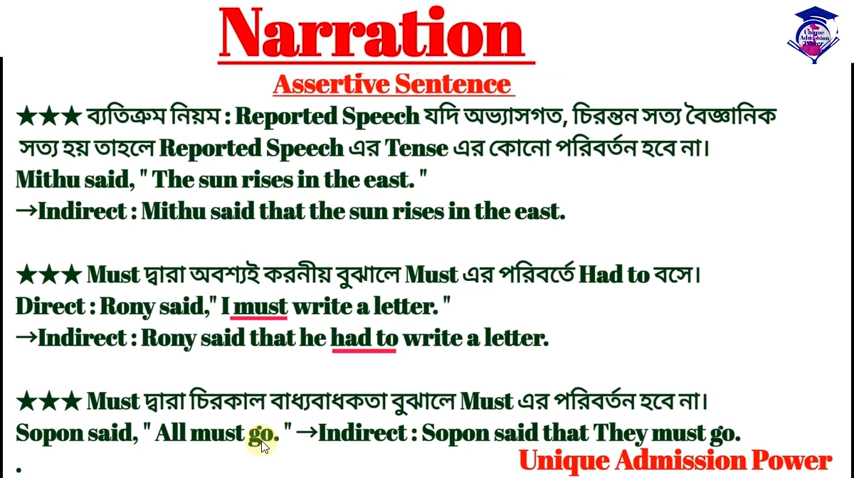 Narration
Unique
Admission
Power
Assertive Sentence
★★★ ব্যতিক্রম নিয়ম : Reported Speech যদি অভ্যাসগত, চিরন্তন সত্য বৈজ্ঞানিক
সত্য হয় তাহলে Reported Speech এর Tense এর কোনো পরিবর্তন হবে না।
Mithu said, " The sun rises in the east. "
→Indirect : Mithu said that the sun rises in the east.
★★★ Must দ্বারা অবশ্যই করনীয় বুঝালে Must এর পরিবর্তে Had to বসে।
Direct : Rony said," I must write a letter. "
→Indirect : Rony said that he had to write a letter.
★★★ Must দ্বারা চিরকাল বাধ্যবাধকতা বুঝালে Must এর পরিবর্তন হবে না।
Sopon said, " All must go. " →Indirect : Sopon said that They must go.
.
Unique Admission Power